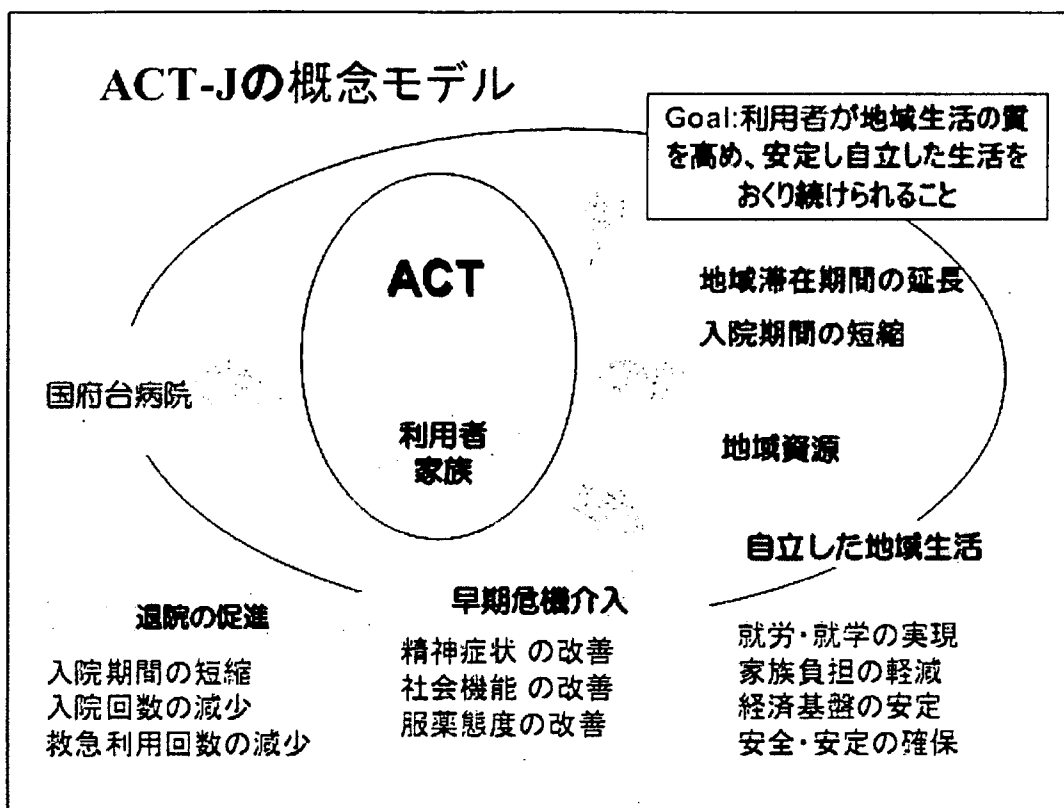 ACT-Jの概念モデル
Goal:利用者が地域生活の質
を高め、安定し自立した生活を
おくり続けられること
ACT
地域滞在期間の延長
入院期間の短縮
国府台病院
利用者
家族
地域資源
自立した地域生活
早期危機介入
退院の促進
精神症状 の改善
社会機能 の改善
服薬態度の改善
入院期間の短縮
入院回数の減少
救急利用回数の減少
就労・就学の実現
家族負担の軽減
経済基盤の安定
安全・安定の確保